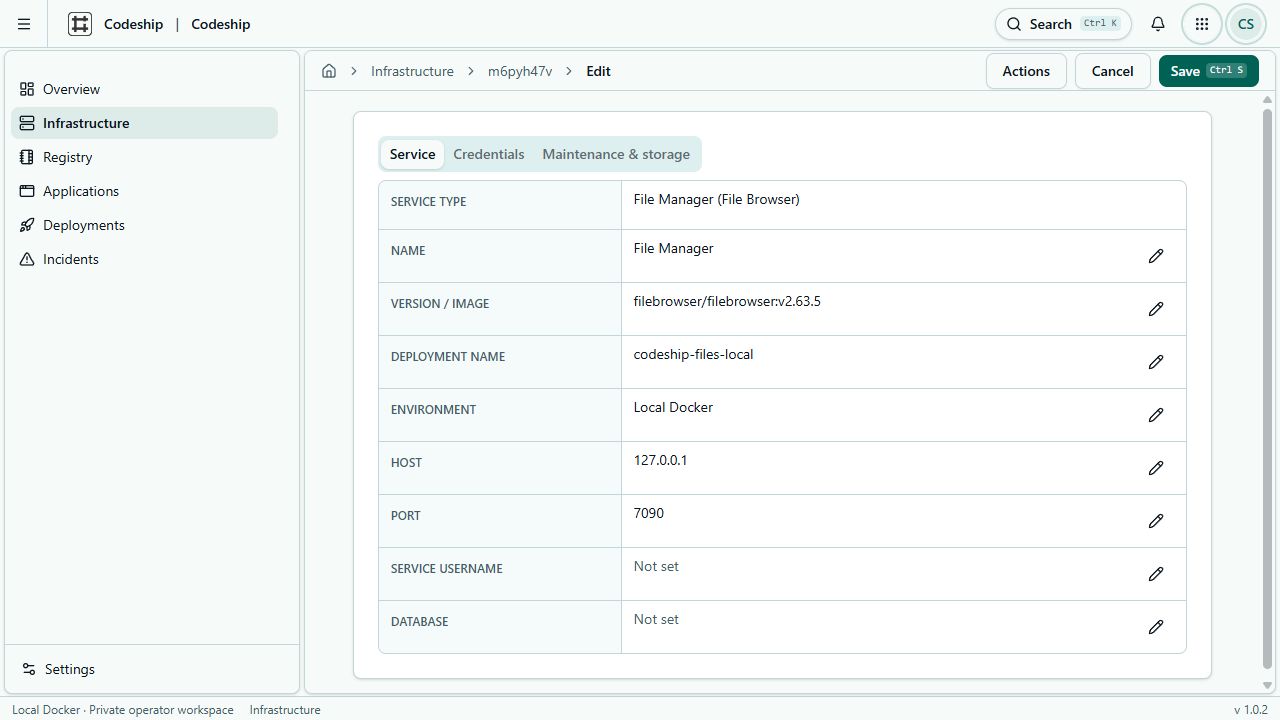 Codeship | Codeship
Search Ctrl K
CS
Infrastructure
m6pyh47v
Edit
Actions
Cancel
Save Ctrl S
Overview
Infrastructure
Registry
Applications
Deployments
Incidents
Settings
Service
Credentials
Maintenance & storage
SERVICE TYPE
File Manager (File Browser)
NAME
File Manager
VERSION / IMAGE
filebrowser/filebrowser:v2.63.5
DEPLOYMENT NAME
codeship-files-local
ENVIRONMENT
Local Docker
HOST
127.0.0.1
PORT
7090
SERVICE USERNAME
Not set
DATABASE
Not set
Local Docker · Private operator workspace
Infrastructure
v 1.0.2